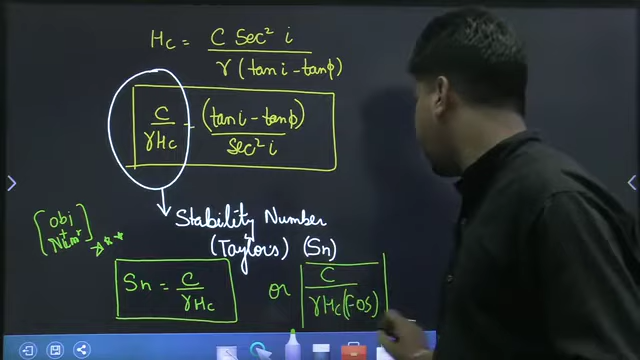 Hc = C Sec² i / γ (tan i - tanφ)
C / γHc = (tan i - tanφ) / Sec² i
Stability Number
(Taylor's) (Sn)
[obj + Num^r]
Sn = C / γHc or C / γHc (FOS)